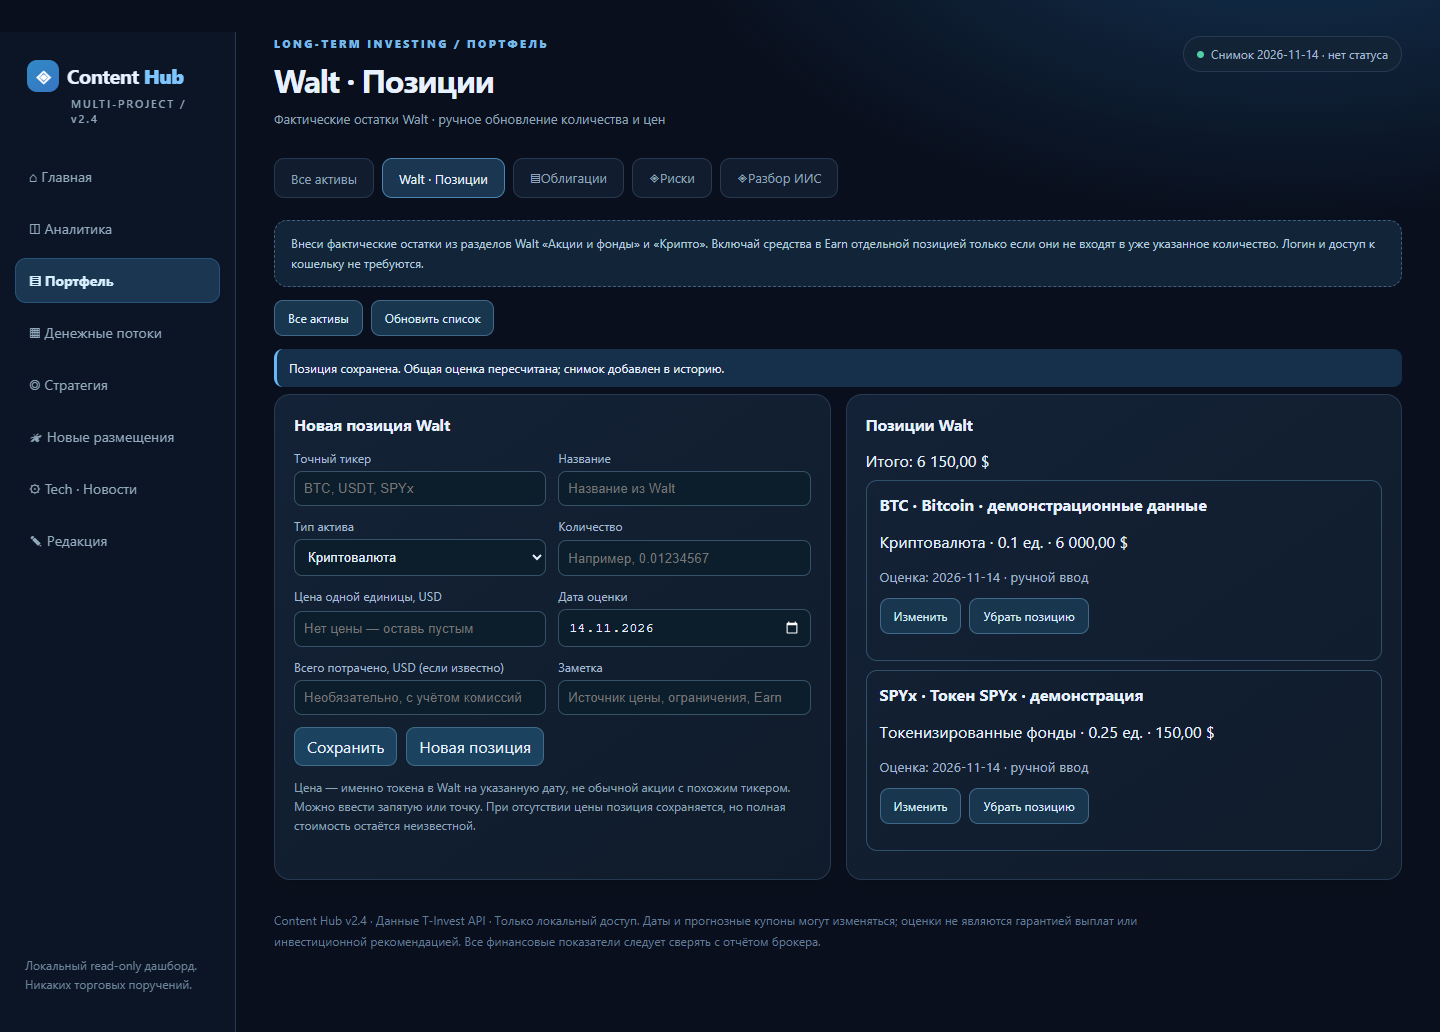 Content Hub
MULTI-PROJECT /
v2.4
Главная
Аналитика
Портфель
Денежные потоки
Стратегия
Новые размещения
Tech · Новости
Редакция
Локальный read-only дашборд.
Никаких торговых поручений.
LONG-TERM INVESTING / ПОРТФЕЛЬ
Walt · Позиции
Фактические остатки Walt · ручное обновление количества и цен
Снимок 2026-11-14 · нет статуса
Все активы
Walt · Позиции
Облигации
Риски
Разбор ИИС
Внеси фактические остатки из разделов Walt «Акции и фонды» и «Крипто». Включай средства в Earn отдельной позицией только если они не входят в уже указанное количество. Логин и доступ к
кошельку не требуются.
Все активы
Обновить список
Позиция сохранена. Общая оценка пересчитана; снимок добавлен в историю.
Новая позиция Walt
Точный тикер
Название
BTC, USDT, SPYx
Название из Walt
Тип актива
Количество
Криптовалюта
Например, 0.01234567
Цена одной единицы, USD
Дата оценки
Нет цены — оставь пустым
14.11.2026
Всего потрачено, USD (если известно)
Заметка
Необязательно, с учётом комиссий
Источник цены, ограничения, Earn
Сохранить
Новая позиция
Цена — именно токена в Walt на указанную дату, не обычной акции с похожим тикером.
Можно ввести запятую или точку. При отсутствии цены позиция сохраняется, но полная
стоимость остаётся неизвестной.
Позиции Walt
Итого: 6 150,00 $
BTC · Bitcoin · демонстрационные данные
Криптовалюта · 0.1 ед. · 6 000,00 $
Оценка: 2026-11-14 · ручной ввод
Изменить
Убрать позицию
SPYx · Токен SPYx · демонстрация
Токенизированные фонды · 0.25 ед. · 150,00 $
Оценка: 2026-11-14 · ручной ввод
Изменить
Убрать позицию
Content Hub v2.4 · Данные T-Invest API · Только локальный доступ. Даты и прогнозные купоны могут изменяться; оценки не являются гарантией выплат или
инвестиционной рекомендацией. Все финансовые показатели следует сверять с отчётом брокера.